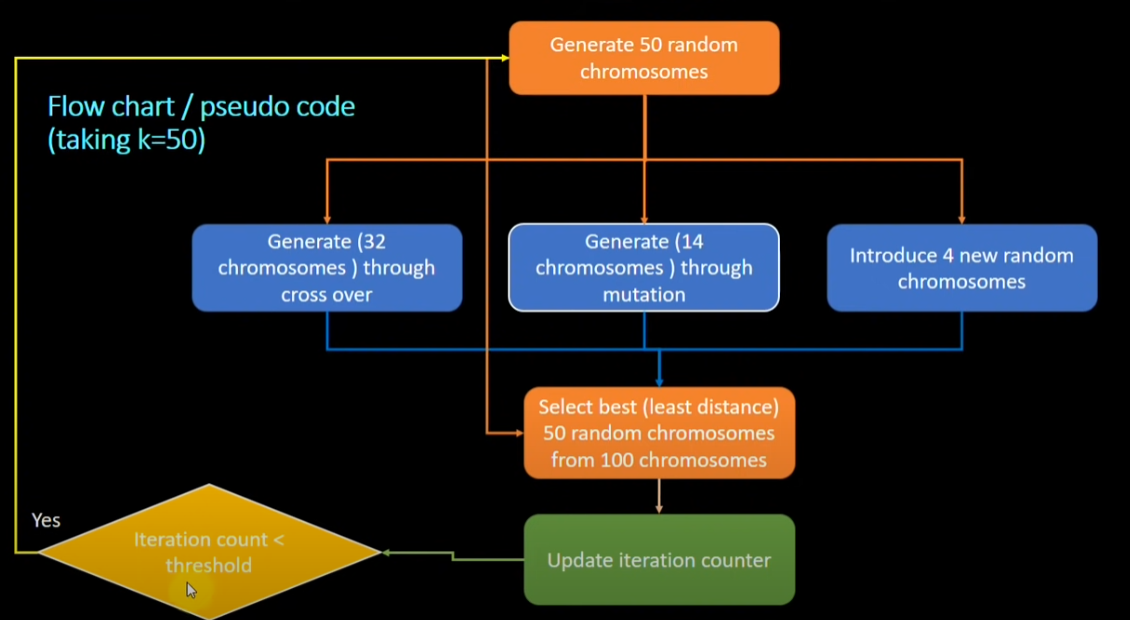 Generate 50 random
chromosomes
Flow chart / pseudo code
(taking k=50)
Generate (32
chromosomes ) through
cross over
Generate (14
chromosomes ) through
mutation
Introduce 4 new random
chromosomes
Select best (least distance)
50 random chromosomes
from 100 chromosomes
Yes
Iteration count <
threshold
Update iteration counter